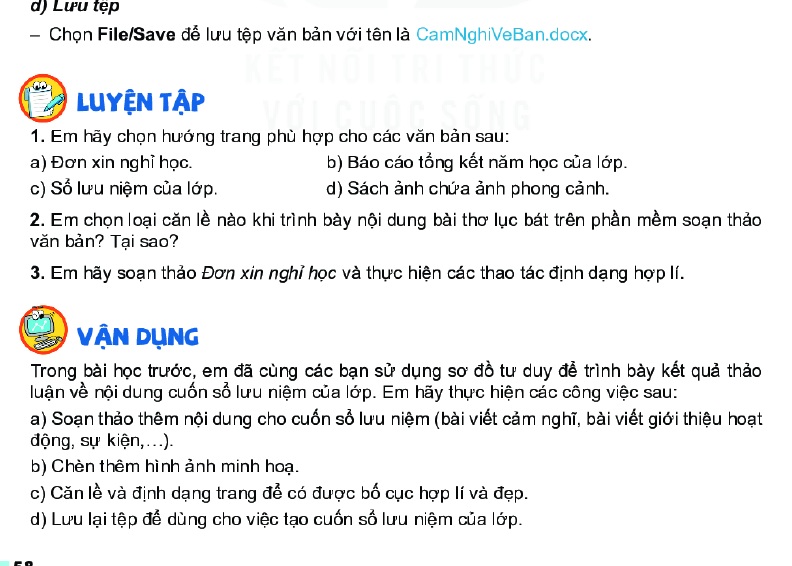 d) Lưu tệp
– Chọn File/Save để lưu tệp văn bản với tên là CamNghiVeBan.docx.
KẾT NỐI TRI THỨC
VỚI CUỘC SỐNG
LUYỆN TẬP
1. Em hãy chọn hướng trang phù hợp cho các văn bản sau:
a) Đơn xin nghỉ học. b) Báo cáo tổng kết năm học của lớp.
c) Sổ lưu niệm của lớp. d) Sách ảnh chứa ảnh phong cảnh.
2. Em chọn loại căn lề nào khi trình bày nội dung bài thơ lục bát trên phần mềm soạn thảo
văn bản? Tại sao?
3. Em hãy soạn thảo Đơn xin nghỉ học và thực hiện các thao tác định dạng hợp lí.
VẬN DỤNG
Trong bài học trước, em đã cùng các bạn sử dụng sơ đồ tư duy để trình bày kết quả thảo
luận về nội dung cuốn sổ lưu niệm của lớp. Em hãy thực hiện các công việc sau:
a) Soạn thảo thêm nội dung cho cuốn sổ lưu niệm (bài viết cảm nghĩ, bài viết giới thiệu hoạt
động, sự kiện,...).
b) Chèn thêm hình ảnh minh hoạ.
c) Căn lề và định dạng trang để có được bố cục hợp lí và đẹp.
d) Lưu lại tệp để dùng cho việc tạo cuốn sổ lưu niệm của lớp.